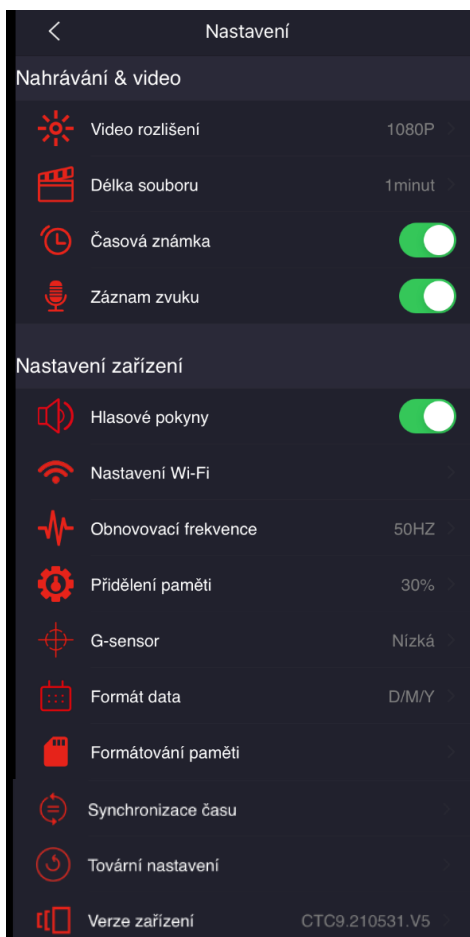 Nastavení
Nahrávání & video
Video rozlišení 1080P
Délka souboru 1minut
Časová známka
Záznam zvuku
Nastavení zařízení
Hlasové pokyny
Nastavení Wi-Fi
Obnovovací frekvence 50HZ
Přidělení paměti 30%
G-sensor Nízká
Formát data D/M/Y
Formátování paměti
Synchronizace času
Tovární nastavení
Verze zařízení CTC9.210531.V5